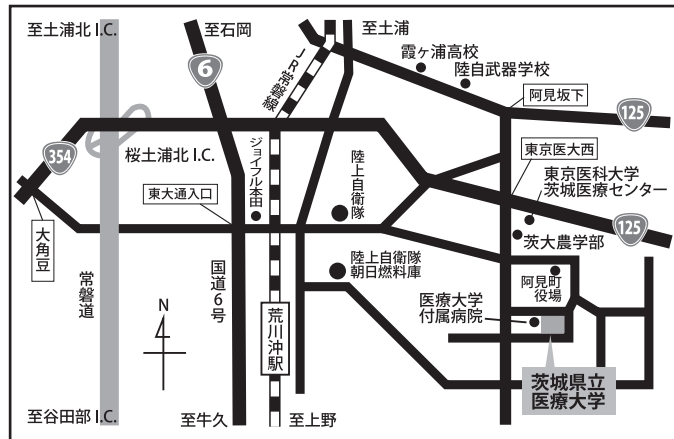 至土浦北I.C.
至石岡
至土浦
6
JR常磐線
霞ヶ浦高校
陸自武器学校
阿見坂下
125
354
桜土浦北I.C.
ジョイフル本田
陸上自衛隊
東京医大西
東京医科大学
茨城医療センター
東大通入口
125
大角豆
茨大農学部
陸上自衛隊
朝日燃料庫
阿見町
役場
常磐道
国道6号
荒川沖駅
医療大学
付属病院
N
茨城県立
医療大学
至谷田部I.C.
至牛久
至上野